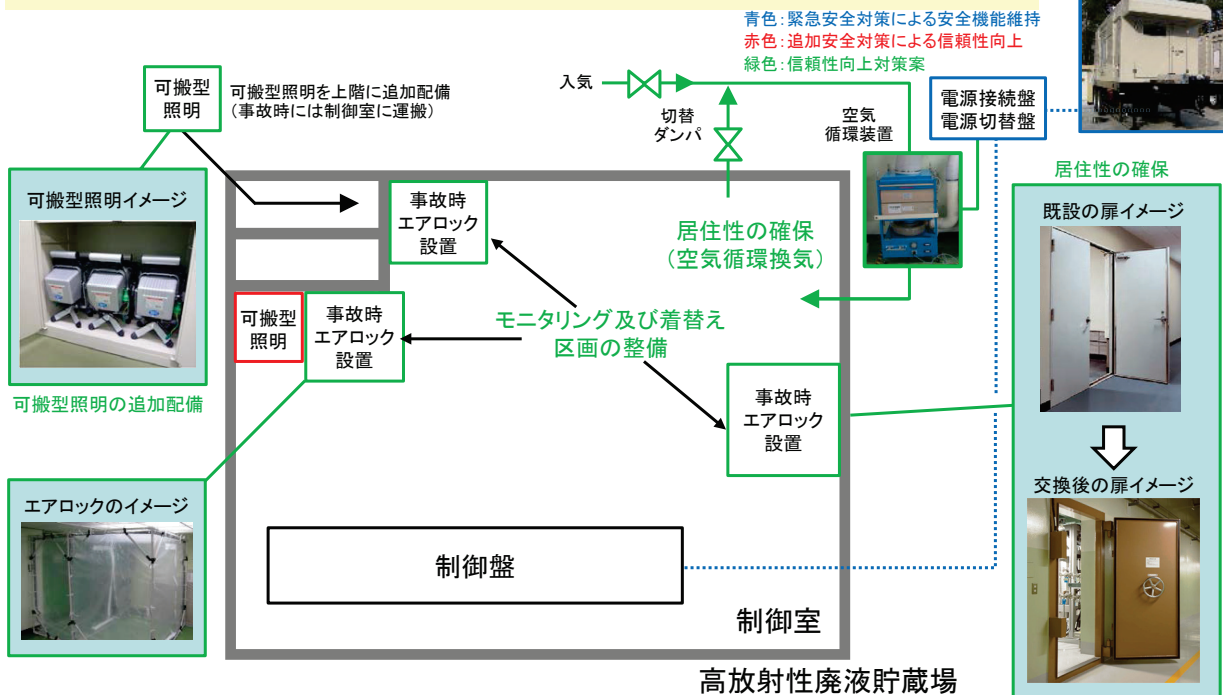 青色：緊急安全対策による安全機能維持
赤色：追加安全対策による信頼性向上
緑色：信頼性向上対策案
可搬型
照明
可搬型照明を上階に追加配備
（事故時には制御室に運搬）
入気
切替
ダンパ
空気
循環装置
電源接続盤
電源切替盤
可搬型照明イメージ
可搬型照明の追加配備
事故時
エアロック
設置
居住性の確保
（空気循環換気）
可搬型
照明
事故時
エアロック
設置
モニタリング及び着替え
区画の整備
事故時
エアロック
設置
居住性の確保
既設の扉イメージ
交換後の扉イメージ
エアロックのイメージ
制御盤
制御室
高放射性廃液貯蔵場